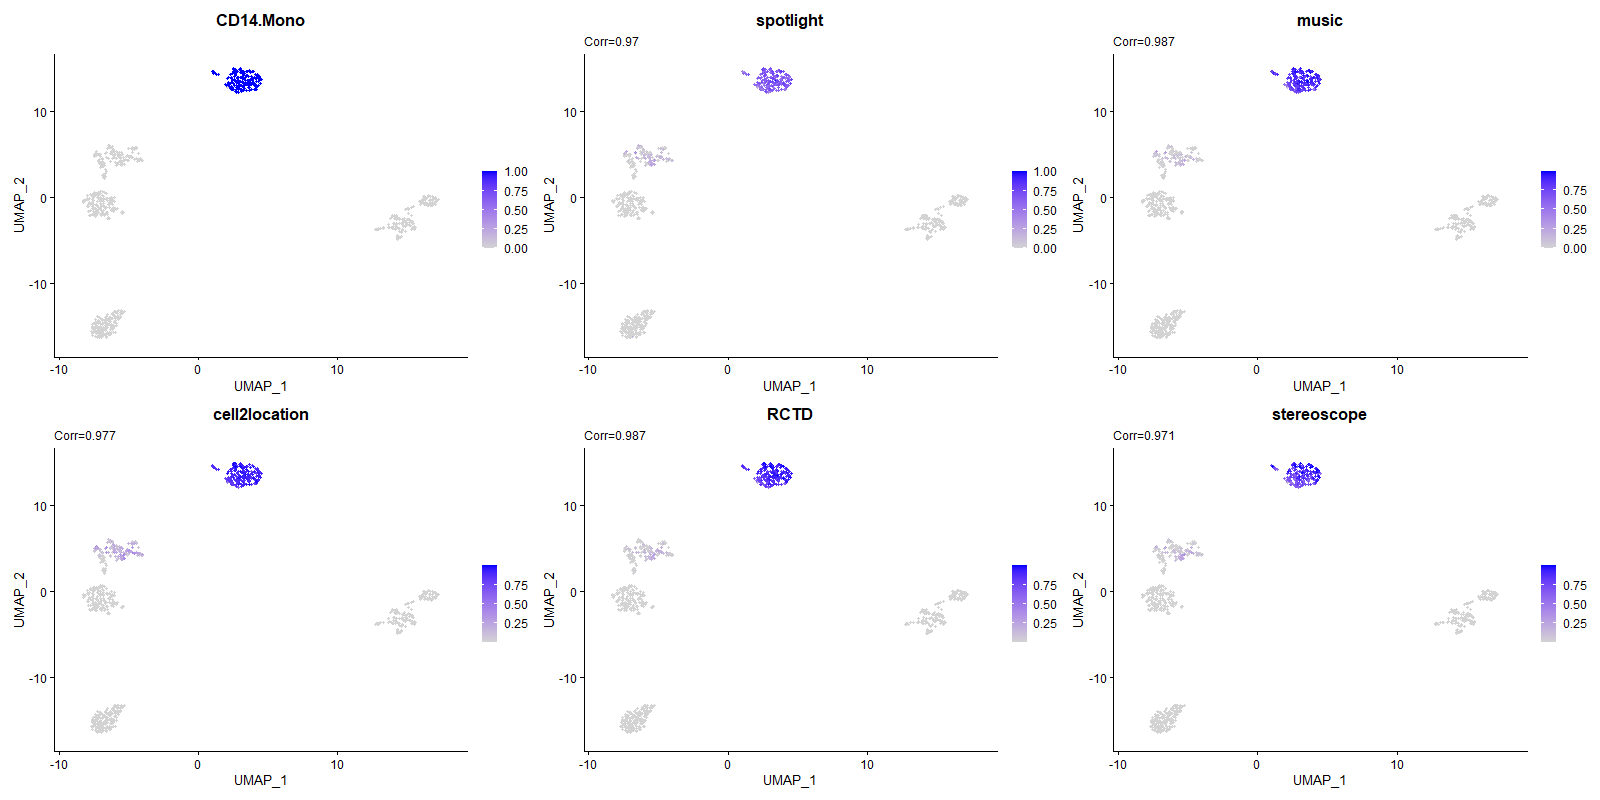 CD14.Mono
UMAP_2
10
0
-10
-10
0
10
UMAP_1
1.00
0.75
0.50
0.25
0.00
spotlight
Corr=0.97
UMAP_2
10
0
-10
-10
0
10
UMAP_1
1.00
0.75
0.50
0.25
0.00
music
Corr=0.987
UMAP_2
10
0
-10
-10
0
10
UMAP_1
0.75
0.50
0.25
0.00
cell2location
Corr=0.977
UMAP_2
10
0
-10
-10
0
10
UMAP_1
0.75
0.50
0.25
RCTD
Corr=0.987
UMAP_2
10
0
-10
-10
0
10
UMAP_1
0.75
0.50
0.25
stereoscope
Corr=0.971
UMAP_2
10
0
-10
-10
0
10
UMAP_1
0.75
0.50
0.25